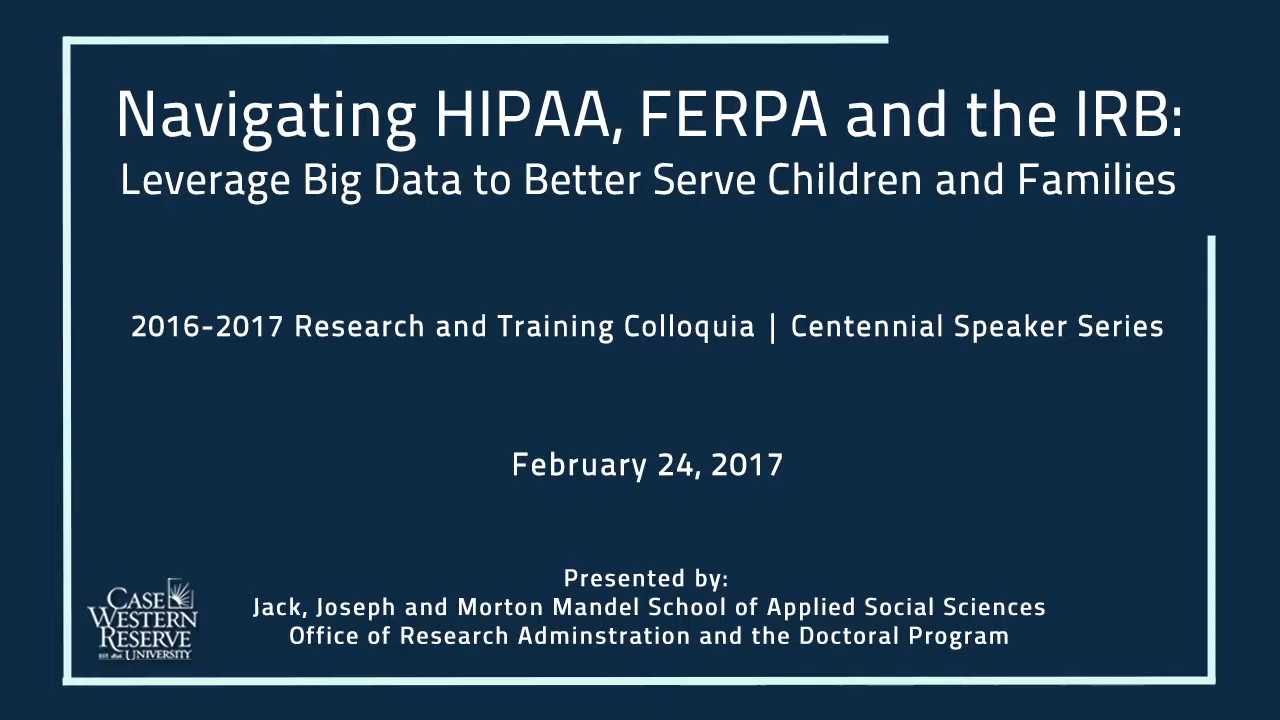 Navigating HIPAA, FERPA and the IRB:
Leverage Big Data to Better Serve Children and Families
2016-2017 Research and Training Colloquia | Centennial Speaker Series
February 24, 2017
Presented by:
Jack, Joseph and Morton Mandel School of Applied Social Sciences
Office of Research Adminstration and the Doctoral Program
CASE
WESTERN
RESERVE
UNIVERSITY